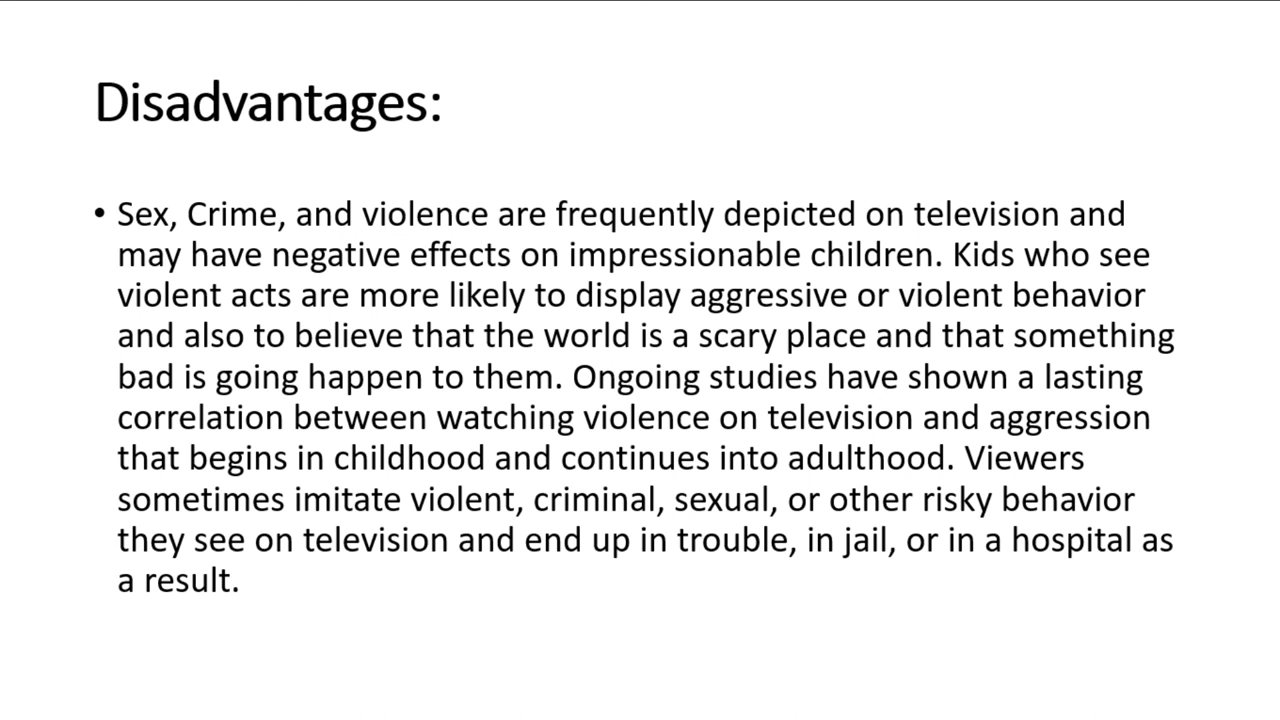 Disadvantages:
• Sex, Crime, and violence are frequently depicted on television and
may have negative effects on impressionable children. Kids who see
violent acts are more likely to display aggressive or violent behavior
and also to believe that the world is a scary place and that something
bad is going happen to them. Ongoing studies have shown a lasting
correlation between watching violence on television and aggression
that begins in childhood and continues into adulthood. Viewers
sometimes imitate violent, criminal, sexual, or other risky behavior
they see on television and end up in trouble, in jail, or in a hospital as
a result.